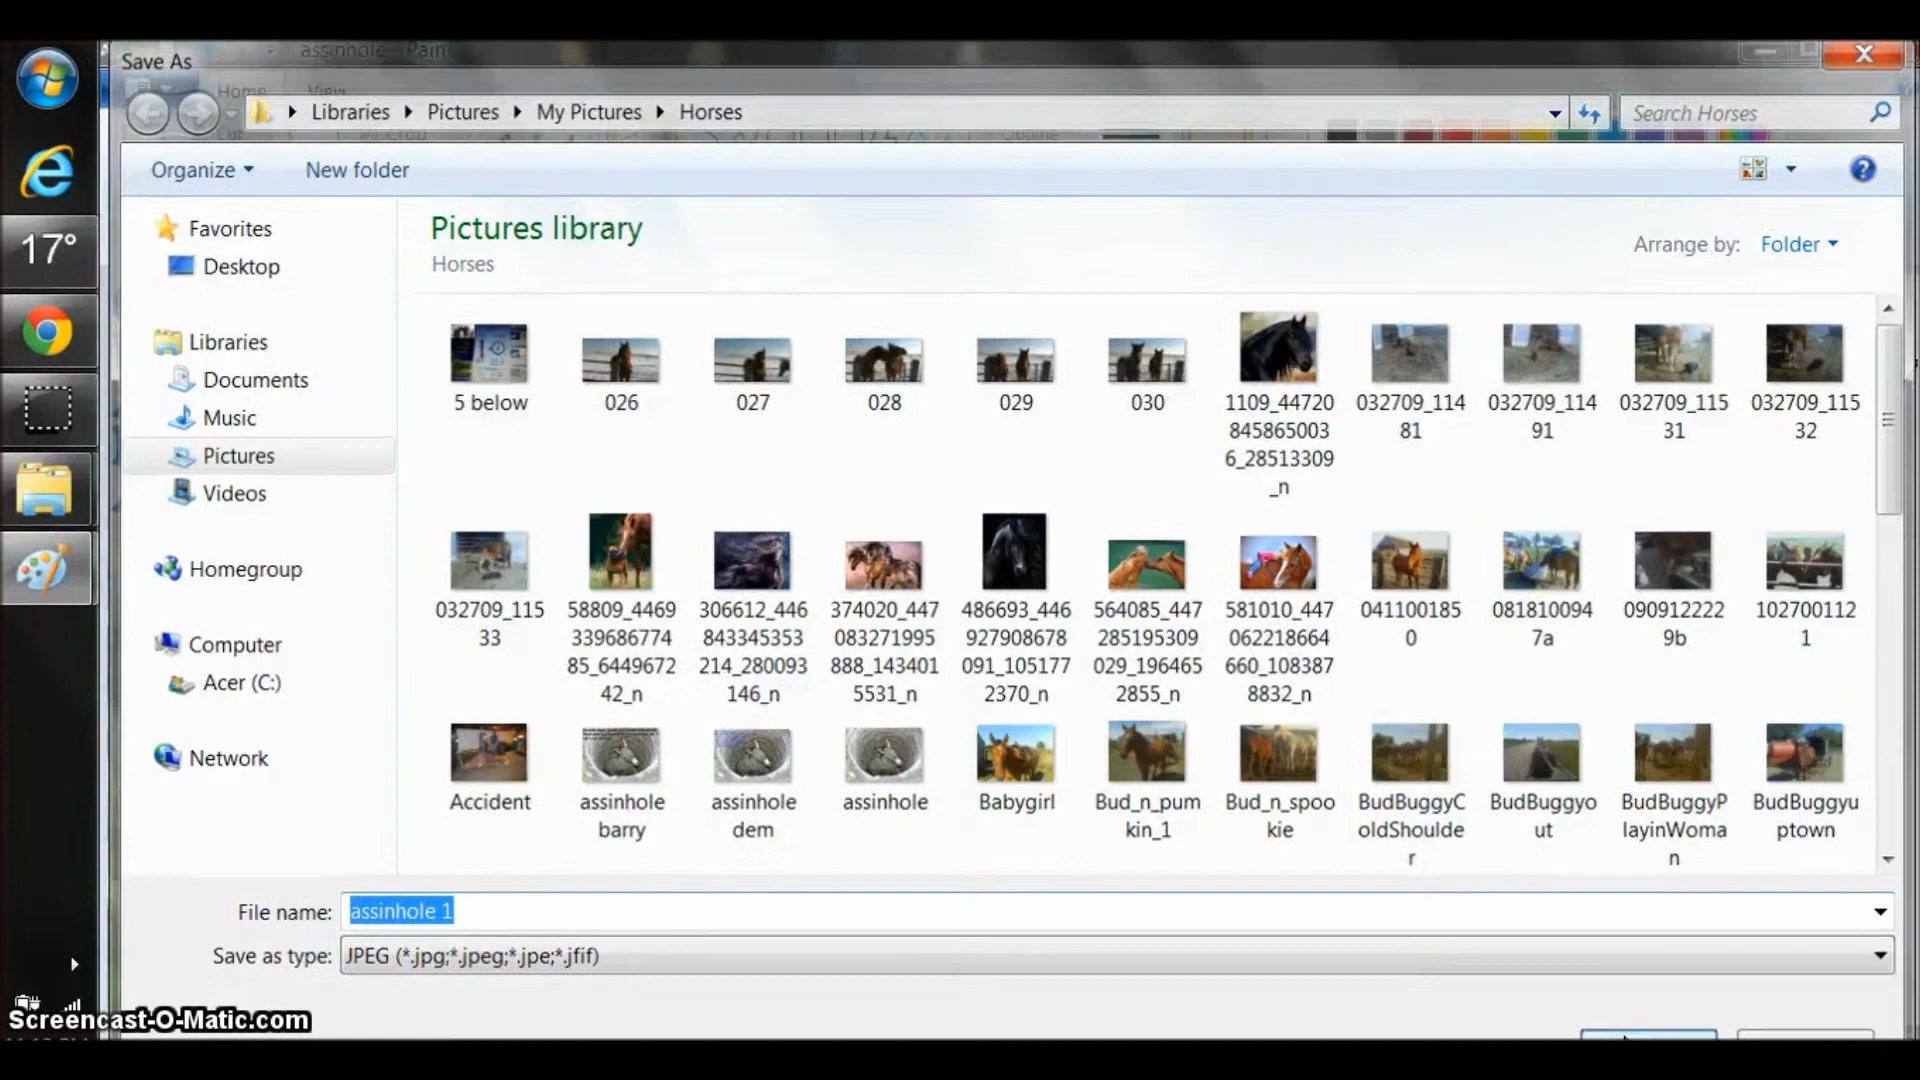 assinhole - Paint
Save As
Home View
Libraries Pictures My Pictures Horses
Search Horses
Organize New folder
Favorites
Desktop
Libraries
Documents
Music
Pictures
Videos
Homegroup
Computer
Acer (C:)
Network
17°
Pictures library
Horses
Arrange by: Folder
5 below
026
027
028
029
030
1109_44720
845865003
6_28513309
_n
032709_114
81
032709_114
91
032709_115
31
032709_115
32
032709_115
33
58809_4469
339686774
85_6449672
42_n
306612_446
843345353
214_280093
146_n
374020_447
083271995
888_143401
5531_n
486693_446
927908678
091_105177
2370_n
564085_447
285195309
029_196465
2855_n
581010_447
062218664
660_108387
8832_n
041100185
0
081810094
7a
090912222
9b
102700112
1
Accident
assinhole
barry
assinhole
dem
assinhole
Babygirl
Bud_n_pum
kin_1
Bud_n_spoo
kie
BudBuggyC
oldShoulde
r
BudBuggyo
ut
BudBuggyP
layinWoma
n
BudBuggyu
ptown
File name: assinhole 1
Save as type: JPEG (*.jpg;*.jpeg;*.jpe;*.jfif)
Screencast-O-Matic.com